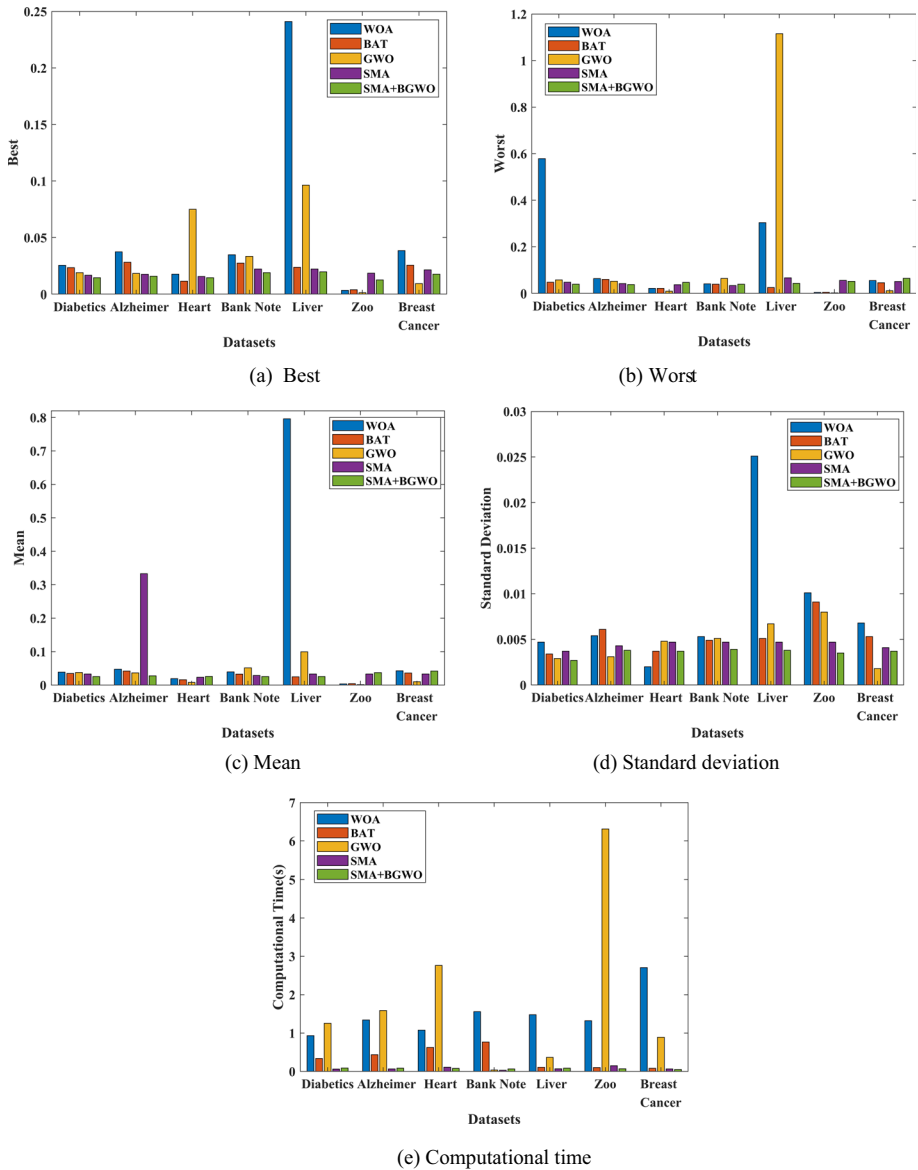 0.25
0.2
0.15
0.1
0.05
0
Best
WOA
BAT
GWO
SMA
SMA+BGWO
Diabetics Alzheimer Heart Bank Note Liver Zoo Breast
Cancer
Datasets
(a) Best
1.2
1
0.8
0.6
0.4
0.2
0
Worst
WOA
BAT
GWO
SMA
SMA+BGWO
Diabetics Alzheimer Heart Bank Note Liver Zoo Breast
Cancer
Datasets
(b) Worst
0.8
0.7
0.6
0.5
0.4
0.3
0.2
0.1
0
Mean
WOA
BAT
GWO
SMA
SMA+BGWO
Diabetics Alzheimer Heart Bank Note Liver Zoo Breast
Cancer
Datasets
(c) Mean
0.03
0.025
0.02
0.015
0.01
0.005
0
Standard Deviation
WOA
BAT
GWO
SMA
SMA+BGWO
Diabetics Alzheimer Heart Bank Note Liver Zoo Breast
Cancer
Datasets
(d) Standard deviation
7
6
5
4
3
2
1
0
Computational Time(s)
WOA
BAT
GWO
SMA
SMA+BGWO
Diabetics Alzheimer Heart Bank Note Liver Zoo Breast
Cancer
Datasets
(e) Computational time